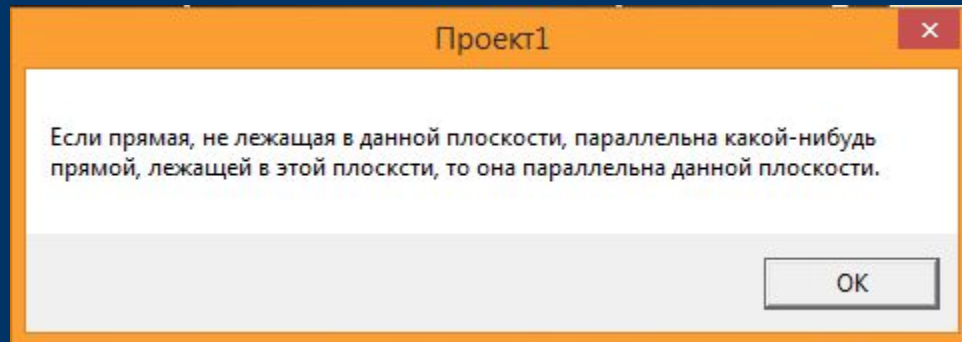 Проект1
Если прямая, не лежащая в данной плоскости, параллельна какой-нибудь
прямой, лежащей в этой плосксти, то она параллельна данной плоскости.
ОК